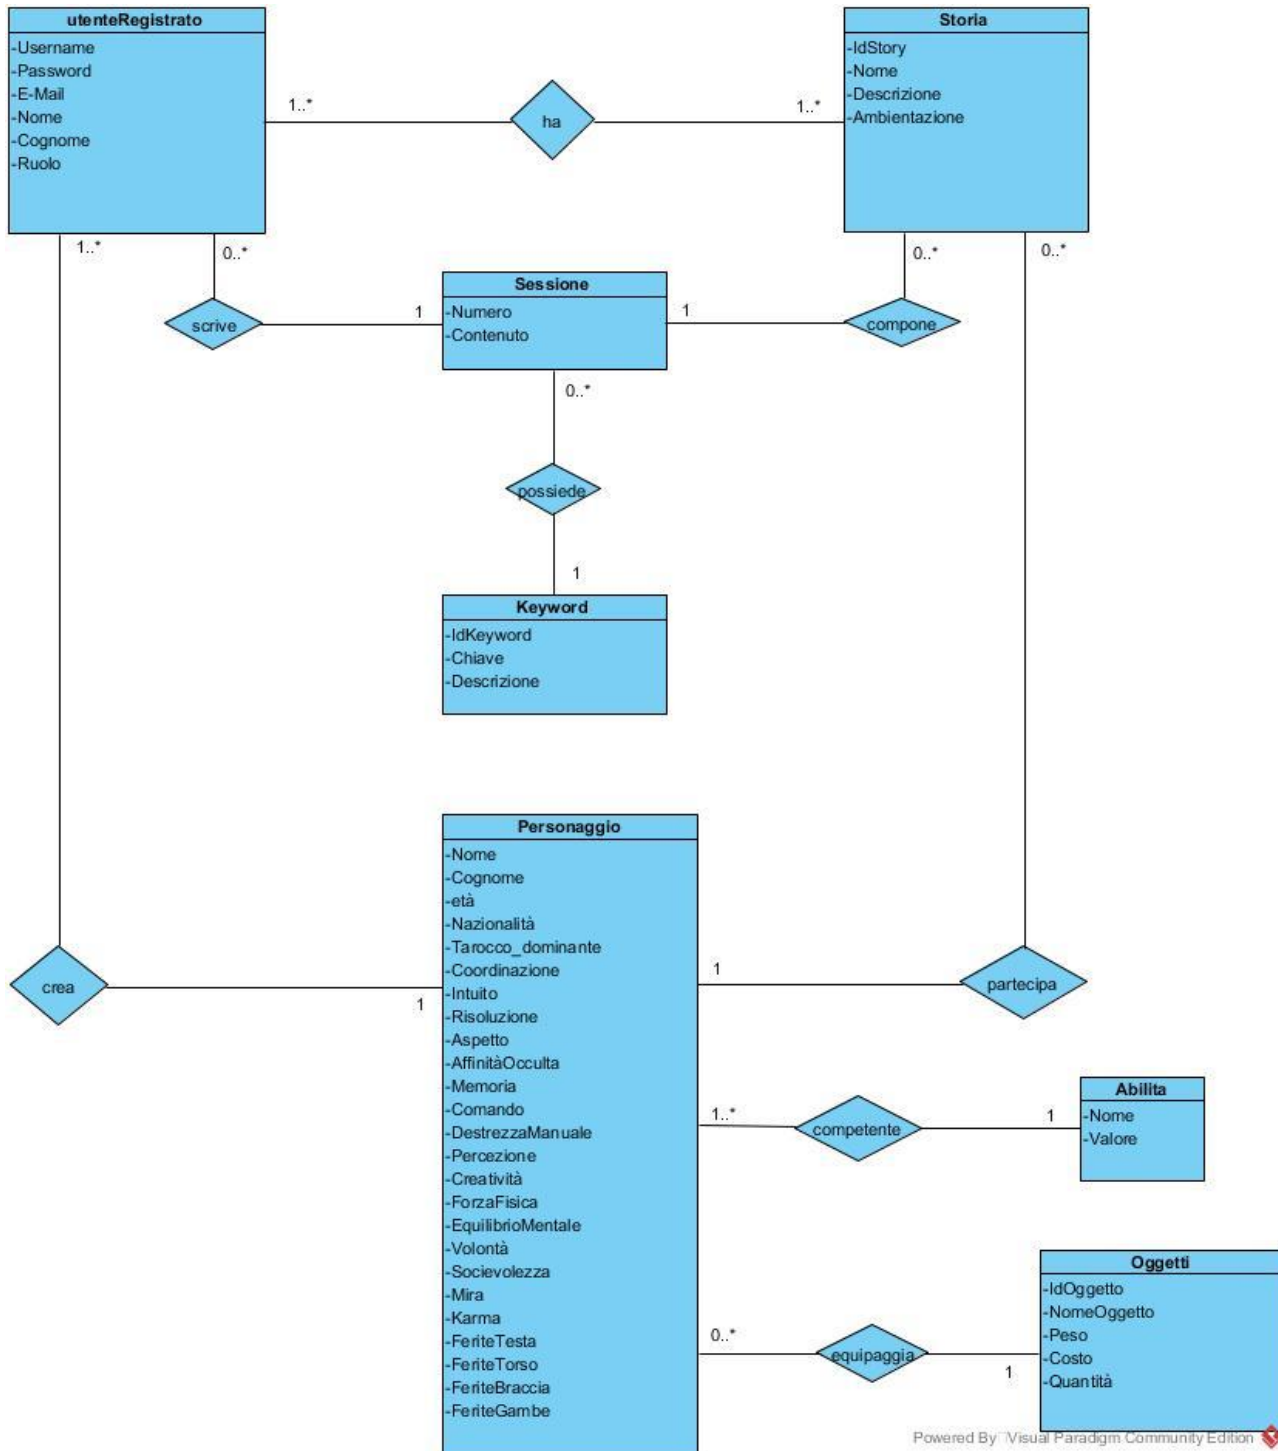 utenteRegistrato
-Username
-Password
-E-Mail
-Nome
-Cognome
-Ruolo
Storia
-IdStory
-Nome
-Descrizione
-Ambientazione
1..*
ha
1..*
1..*
0..*
0..*
0..*
scrive
1
Sessione
-Numero
-Contenuto
1
compone
0..*
possiede
1
Keyword
-IdKeyword
-Chiave
-Descrizione
Personaggio
-Nome
-Cognome
-età
-Nazionalità
-Tarocco_dominante
-Coordinazione
-Intuito
-Risoluzione
-Aspetto
-AffinitàOcculta
-Memoria
-Comando
-DestrezzaManuale
-Percezione
-Creatività
-ForzaFisica
-EquilibrioMentale
-Volontà
-Socievolezza
-Mira
-Karma
-FeriteTesta
-FeriteTorso
-FeriteBraccia
-FeriteGambe
crea
1
1
partecipa
1..*
competente
1
Abilita
-Nome
-Valore
0..*
equipaggia
1
Oggetti
-IdOggetto
-NomeOggetto
-Peso
-Costo
-Quantità
Powered By Visual Paradigm Community Edition